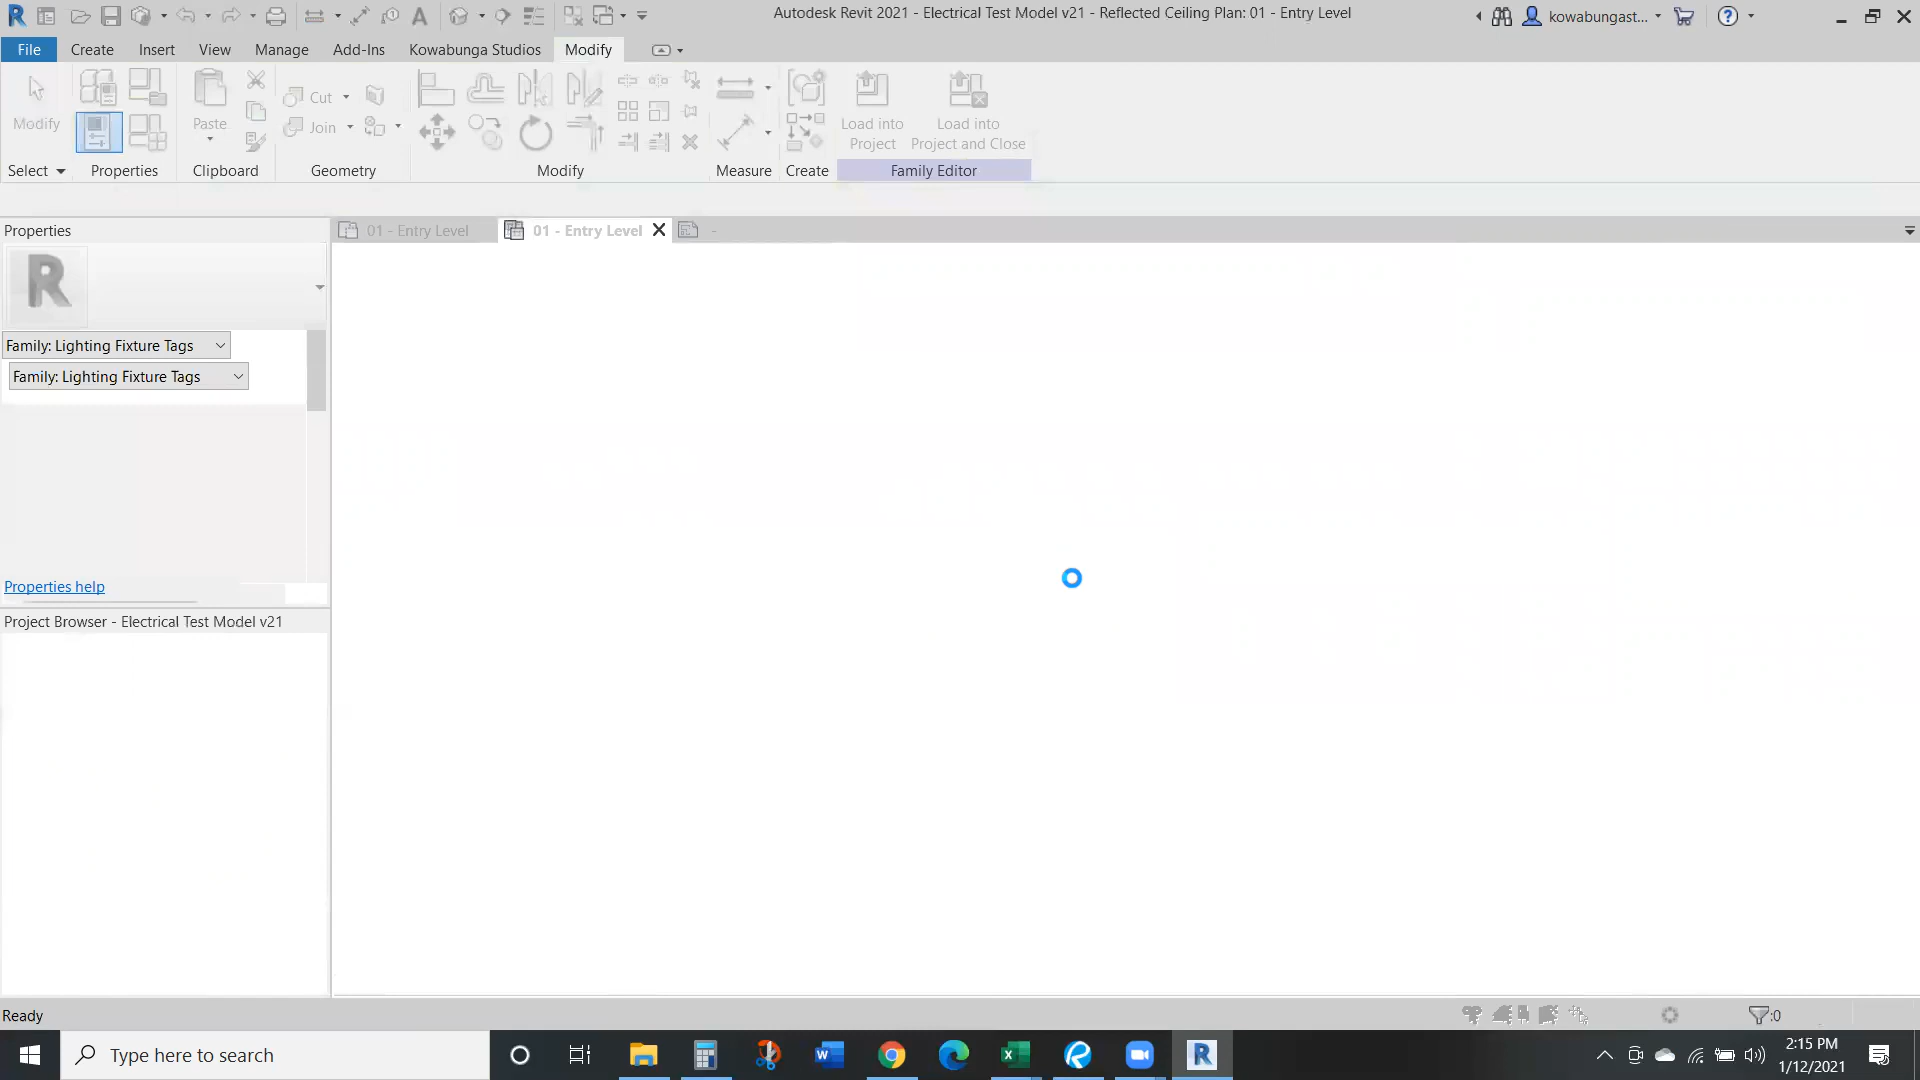 Autodesk Revit 2021 - Electrical Test Model v21 - Reflected Ceiling Plan: 01 - Entry Level
kowabungast...
File Create Insert View Manage Add-Ins Kowabunga Studios Modify
Modify
Paste
Cut
Join
Load into Project
Load into Project and Close
Select Properties Clipboard Geometry Modify Measure Create Family Editor
Properties
01 - Entry Level
01 - Entry Level
-
R
Family: Lighting Fixture Tags
Family: Lighting Fixture Tags
Properties help
Project Browser - Electrical Test Model v21
Ready
:0
Type here to search
2:15 PM
1/12/2021